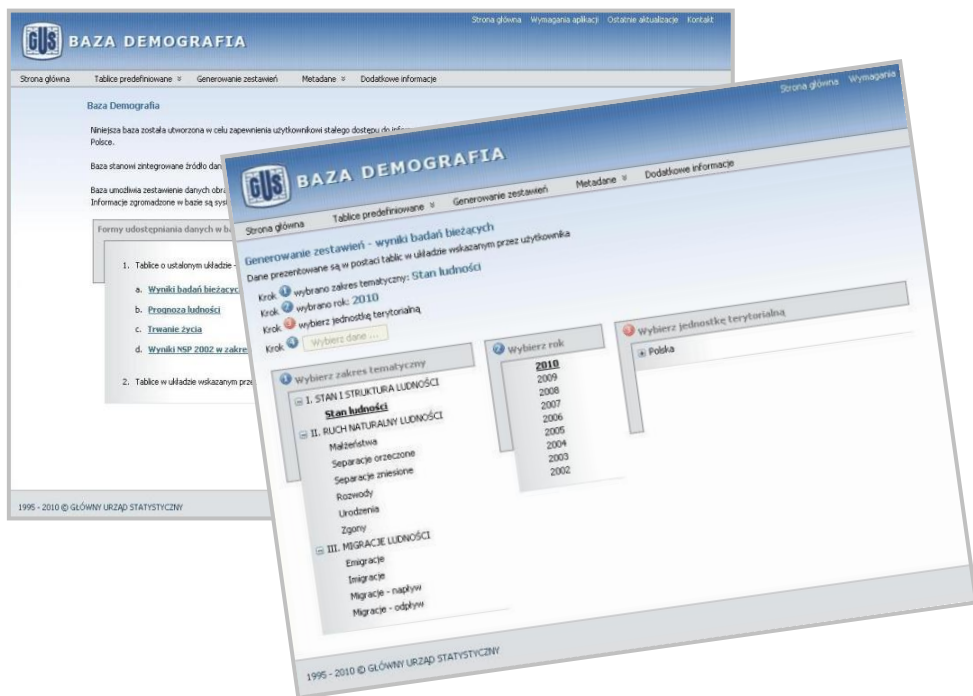 Strona główna Wymagania aplikacji Ostatnie aktualizacje Kontakt
GUS BAZA DEMOGRAFIA
Strona główna Tablice predefiniowane Generowanie zestawień Metadane Dodatkowe informacje
Baza Demografia
Niniejsza baza została utworzona w celu zapewnienia użytkownikowi stałego dostępu do
Polsce.
Baza stanowi zintegrowane źródło
Baza umożliwia zestawienie danych
Informacje zgromadzone w bazie są
Formy udostępniania danych w
1. Tablice o ustalonym układzie -
a. Wyniki badań
b. Prognoza ludności
c. Trwanie życia
d. Wyniki NSP 2002 w
2. Tablice w układzie wskazanym
1995 - 2010 © GŁÓWNY URZĄD STATYSTYCZNY
Strona główna Wymagania
GUS BAZA DEMOGRAFIA
Strona główna Tablice predefiniowane Generowanie zestawień Metadane Dodatkowe informacje
Generowanie zestawień - wyniki badań bieżących
Dane prezentowane są w postaci tablic w układzie wskazanym przez użytkownika
Krok 1 wybrano zakres tematyczny: Stan ludności
Krok 2 wybrano rok: 2010
Krok 3 wybierz jednostkę terytorialną
Krok 4 Wybierz dane ...
1 Wybierz zakres tematyczny
I. STAN I STRUKTURA LUDNOŚCI
Stan ludności
II. RUCH NATURALNY LUDNOŚCI
Małżeństwa
Separacje orzeczone
Separacje zniesione
Rozwody
Urodzenia
Zgony
III. MIGRACJE LUDNOŚCI
Emigracje
Imigracje
Migracje - napływ
Migracje - odpływ
2 Wybierz rok
2010
2009
2008
2007
2006
2005
2004
2003
2002
3 Wybierz jednostkę terytorialną
Polska
1995 - 2010 © GŁÓWNY URZĄD STATYSTYCZNY